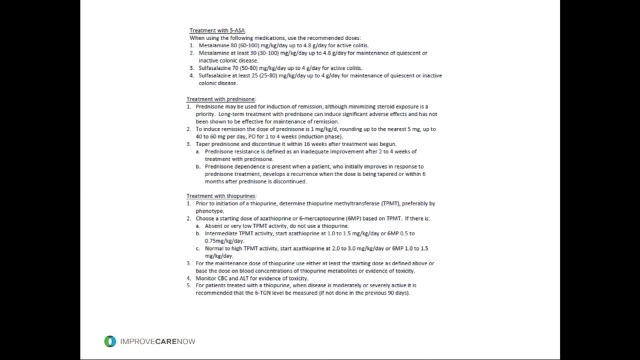 Treatment with 5-ASA:
When using the following medications, use the recommended doses:
1. Mesalamine 80 (60-100) mg/kg/day up to 4.8 g/day for active colitis.
2. Mesalamine at least 30 (30-100) mg/kg/day up to 4.8 g/day for maintenance of quiescent or
inactive colonic disease.
3. Sulfasalazine 70 (50-80) mg/kg/day up to 4 g/day for active colitis.
4. Sulfasalazine at least 25 (25-80) mg/kg/day up to 4 g/day for maintenance of quiescent or inactive
colonic disease.
Treatment with prednisone:
1. Prednisone may be used for induction of remission, although minimizing steroid exposure is a
priority. Long-term treatment with prednisone can induce significant adverse effects and has
not been shown to be effective for maintenance of remission.
2. To induce remission the dose of prednisone is 1 mg/kg/d, rounding up to the nearest 5 mg, up
to 40 to 60 mg per day, PO for 1 to 4 weeks (induction phase).
3. Taper prednisone and discontinue it within 16 weeks after treatment was begun.
a. Prednisone resistance is defined as an inadequate improvement after 2 to 4 weeks of
treatment with prednisone.
b. Prednisone dependence is present when a patient, who initially improves in response to
prednisone treatment, develops a recurrence when the dose is being tapered or within 6
months after prednisone is discontinued.
Treatment with thiopurines:
1. Prior to initiation of a thiopurine, determine thiopurine methyltransferase (TPMT), preferably by
phenotype.
2. Choose a starting dose of azathioprine or 6-mercaptopurine (6MP) based on TPMT. If there is:
a. Absent or very low TPMT activity, do not use a thiopurine.
b. Intermediate TPMT activity, start azathioprine at 1.0 to 1.5 mg/kg/day or 6MP 0.5 to
0.75mg/kg/day.
c. Normal to high TPMT activity, start azathioprine at 2.0 to 3.0 mg/kg/day or 6MP 1.0 to 1.5
mg/kg/day.
3. For the maintenance dose of thiopurine use either at least the starting dose as defined above or
base the dose on blood concentrations of thiopurine metabolites or evidence of toxicity.
4. Monitor CBC and ALT for evidence of toxicity.
5. For patients treated with a thiopurine, when disease is moderately or severely active it is
recommended that the 6-TGN level be measured (if not done in the previous 90 days).
IMPROVECARENOW